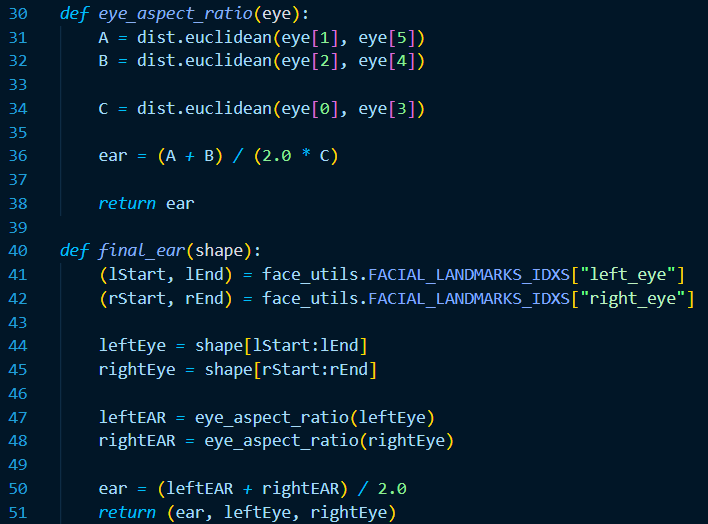 30 def eye_aspect_ratio(eye):
31     A = dist.euclidean(eye[1], eye[5])
32     B = dist.euclidean(eye[2], eye[4])
33
34     C = dist.euclidean(eye[0], eye[3])
35
36     ear = (A + B) / (2.0 * C)
37
38     return ear
39
40 def final_ear(shape):
41     (lStart, lEnd) = face_utils.FACIAL_LANDMARKS_IDXS["left_eye"]
42     (rStart, rEnd) = face_utils.FACIAL_LANDMARKS_IDXS["right_eye"]
43
44     leftEye = shape[lStart:lEnd]
45     rightEye = shape[rStart:rEnd]
46
47     leftEAR = eye_aspect_ratio(leftEye)
48     rightEAR = eye_aspect_ratio(rightEye)
49
50     ear = (leftEAR + rightEAR) / 2.0
51     return (ear, leftEye, rightEye)